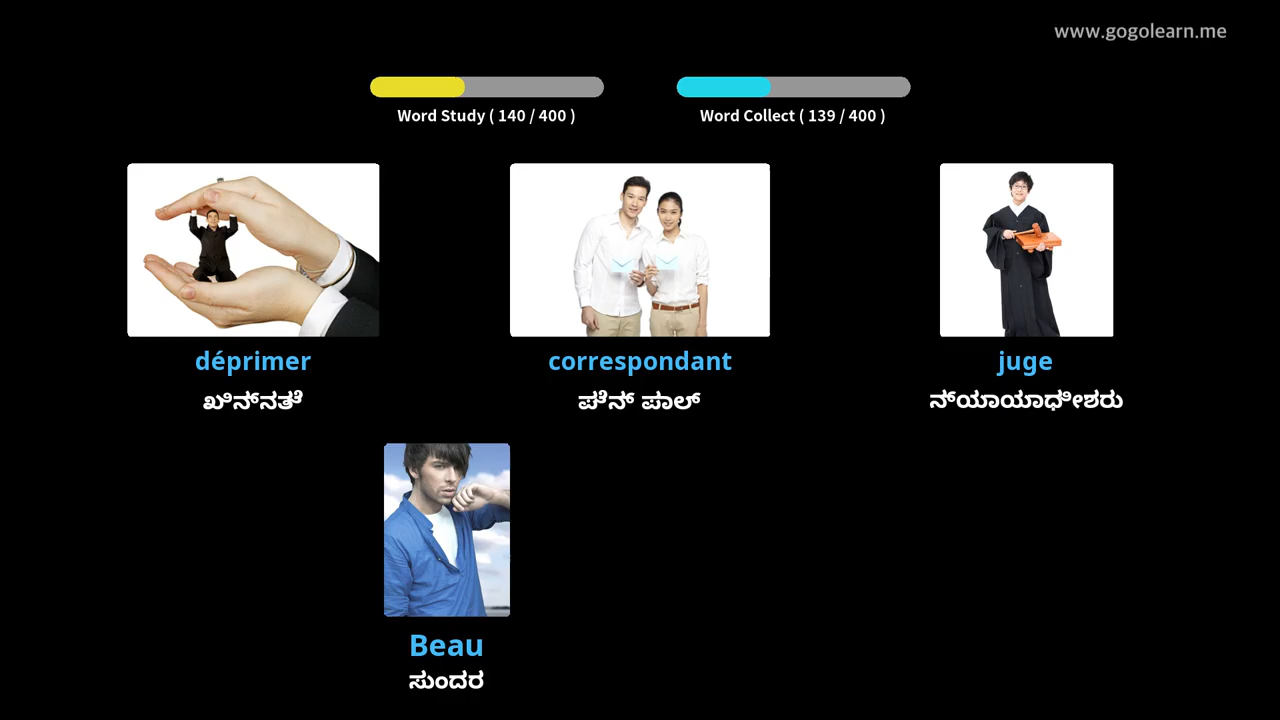 www.gogolearn.me
Word Study ( 140 / 400 )
Word Collect ( 139 / 400 )
déprimer
ಖಿನ್ನತೆ
correspondant
ಪೆನ್ ಪಾಲ್
juge
ನ್ಯಾಯಾಧೀಶರು
Beau
ಸುಂದರ